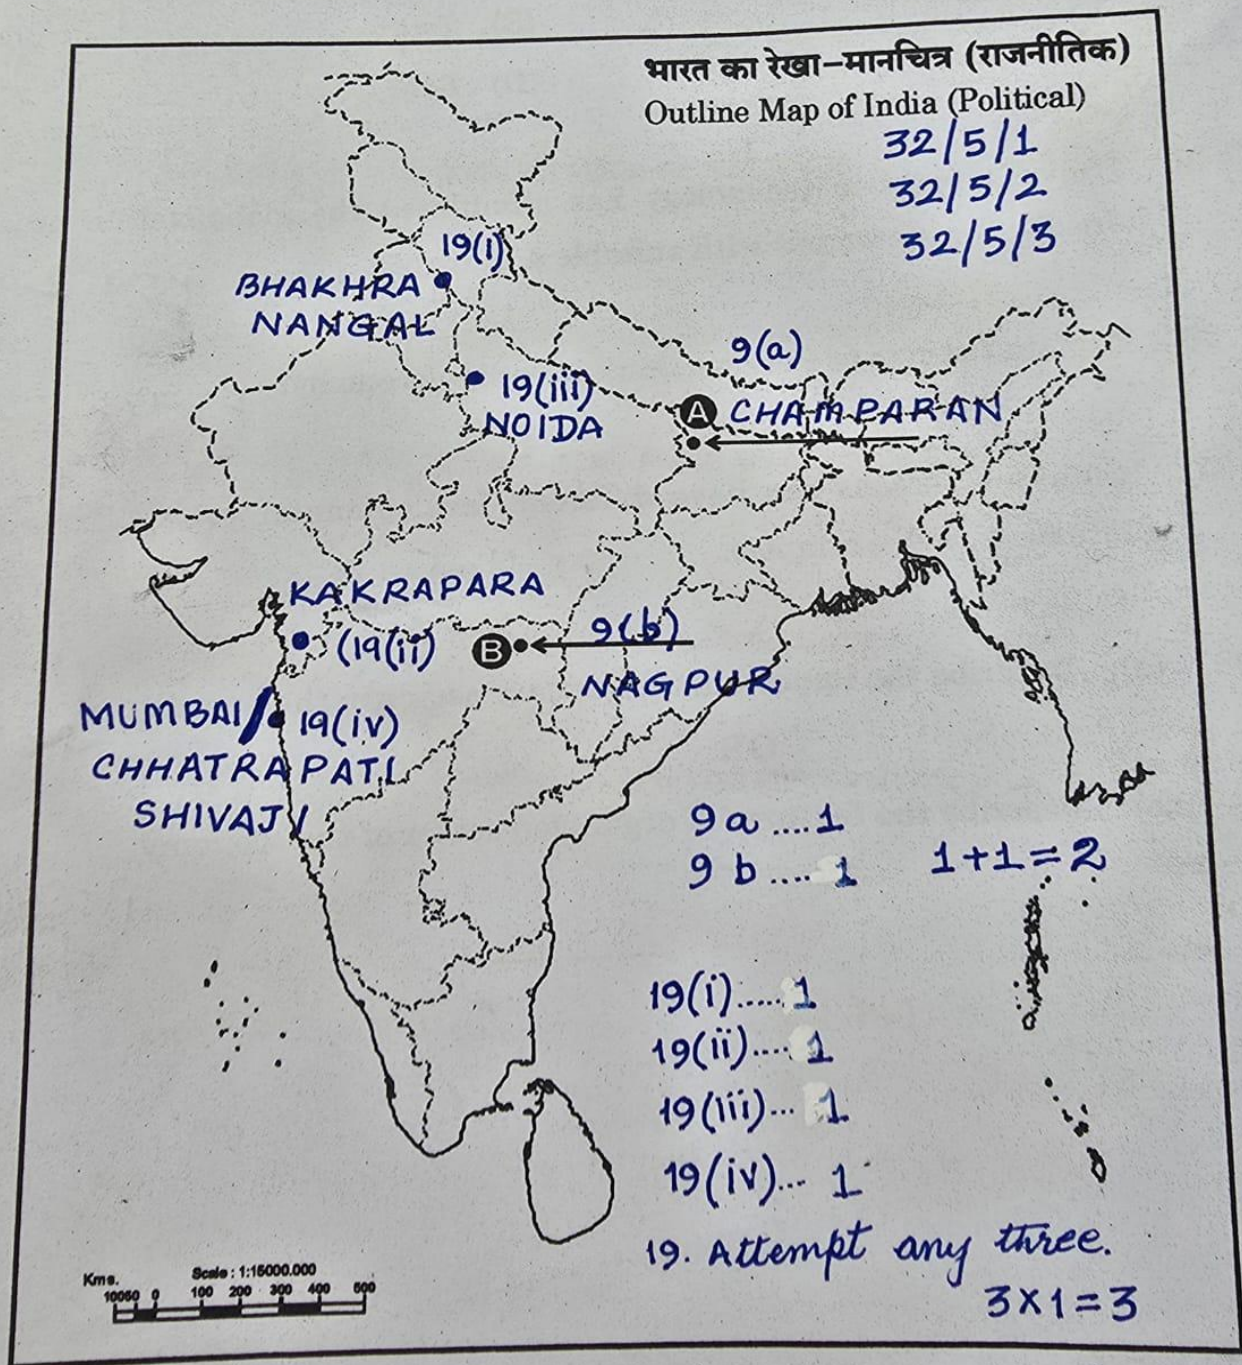 भारत का रेखा-मानचित्र (राजनीतिक)
Outline Map of India (Political)
32/5/1
32/5/2
32/5/3
19(i)
BHAKHRA
NANGAL
9(a)
19(iii)
NOIDA
A CHAMPARAN
KAKRAPARA
(19(ii)
B
9(b)
NAGPUR
MUMBAI/ 19(iv)
CHHATRAPATI
SHIVAJI
9a ....1
9 b .... 1
1+1=2
19(i)..... 1
19(ii).... 1
19(iii)... 1
19(iv)... 1
19. Attempt any three.
3×1=3
Kms. Scale : 1:15000.000
10050 0 100 200 300 400 500